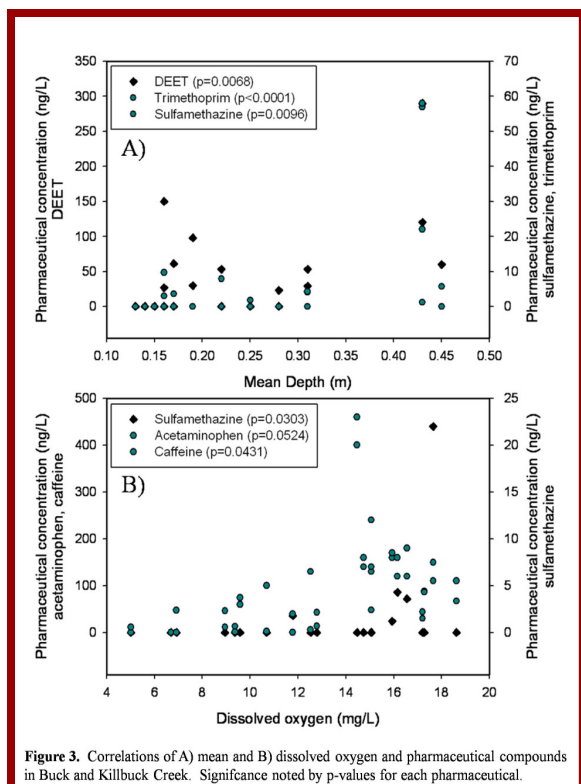 350
300
250
200
150
100
50
0
70
60
50
40
30
20
10
0
DEET (p=0.0068)
Trimethoprim (p<0.0001)
Sulfamethazine (p=0.0096)
A)
Pharmaceutical concentration (ng/L)
DEET
Pharmaceutical concentration (ng/L)
sulfamethazine, trimethoprim
0.10 0.15 0.20 0.25 0.30 0.35 0.40 0.45 0.50
Mean Depth (m)
500
400
300
200
100
0
25
20
15
10
5
0
Sulfamethazine (p=0.0303)
Acetaminophen (p=0.0524)
Caffeine (p=0.0431)
B)
Pharmaceutical concentration (ng/L)
acetaminophen, caffeine
Pharmaceutical concentration (ng/L)
sulfamethazine
4 6 8 10 12 14 16 18 20
Dissolved oxygen (mg/L)
Figure 3. Correlations of A) mean and B) dissolved oxygen and pharmaceutical compounds
in Buck and Killbuck Creek. Signifcance noted by p-values for each pharmaceutical.